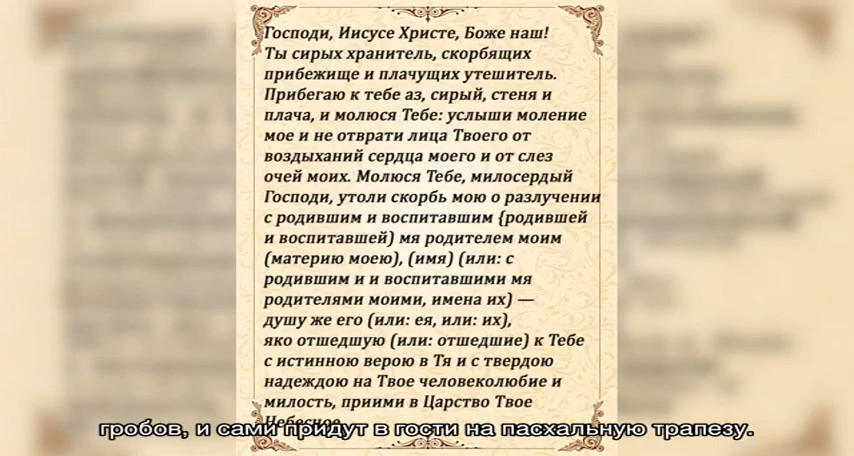 Господи, Иисусе Христе, Боже наш!
Ты сирых хранитель, скорбящих
прибежище и плачущих утешитель.
Прибегаю к тебе аз, сирый, стеня и
плача, и молюся Тебе: услыши моление
мое и не отврати лица Твоего от
воздыханий сердца моего и от слез
очей моих. Молюся Тебе, милосердый
Господи, утоли скорбь мою о разлучении
с родившим и воспитавшим {родившей
и воспитавшей) мя родителем моим
(материю моею), (имя) (или: с
родившим и и воспитавшими мя
родителями моими, имена их) —
душу же его (или: ея, или: их),
яко отшедшую (или: отшедшие) к Тебе
с истинною верою в Тя и с твердою
надеждою на Твое человеколюбие и
милость, приими в Царство Твое
Небесное.
гробов, и сами придут в гости на пасхальную трапезу.